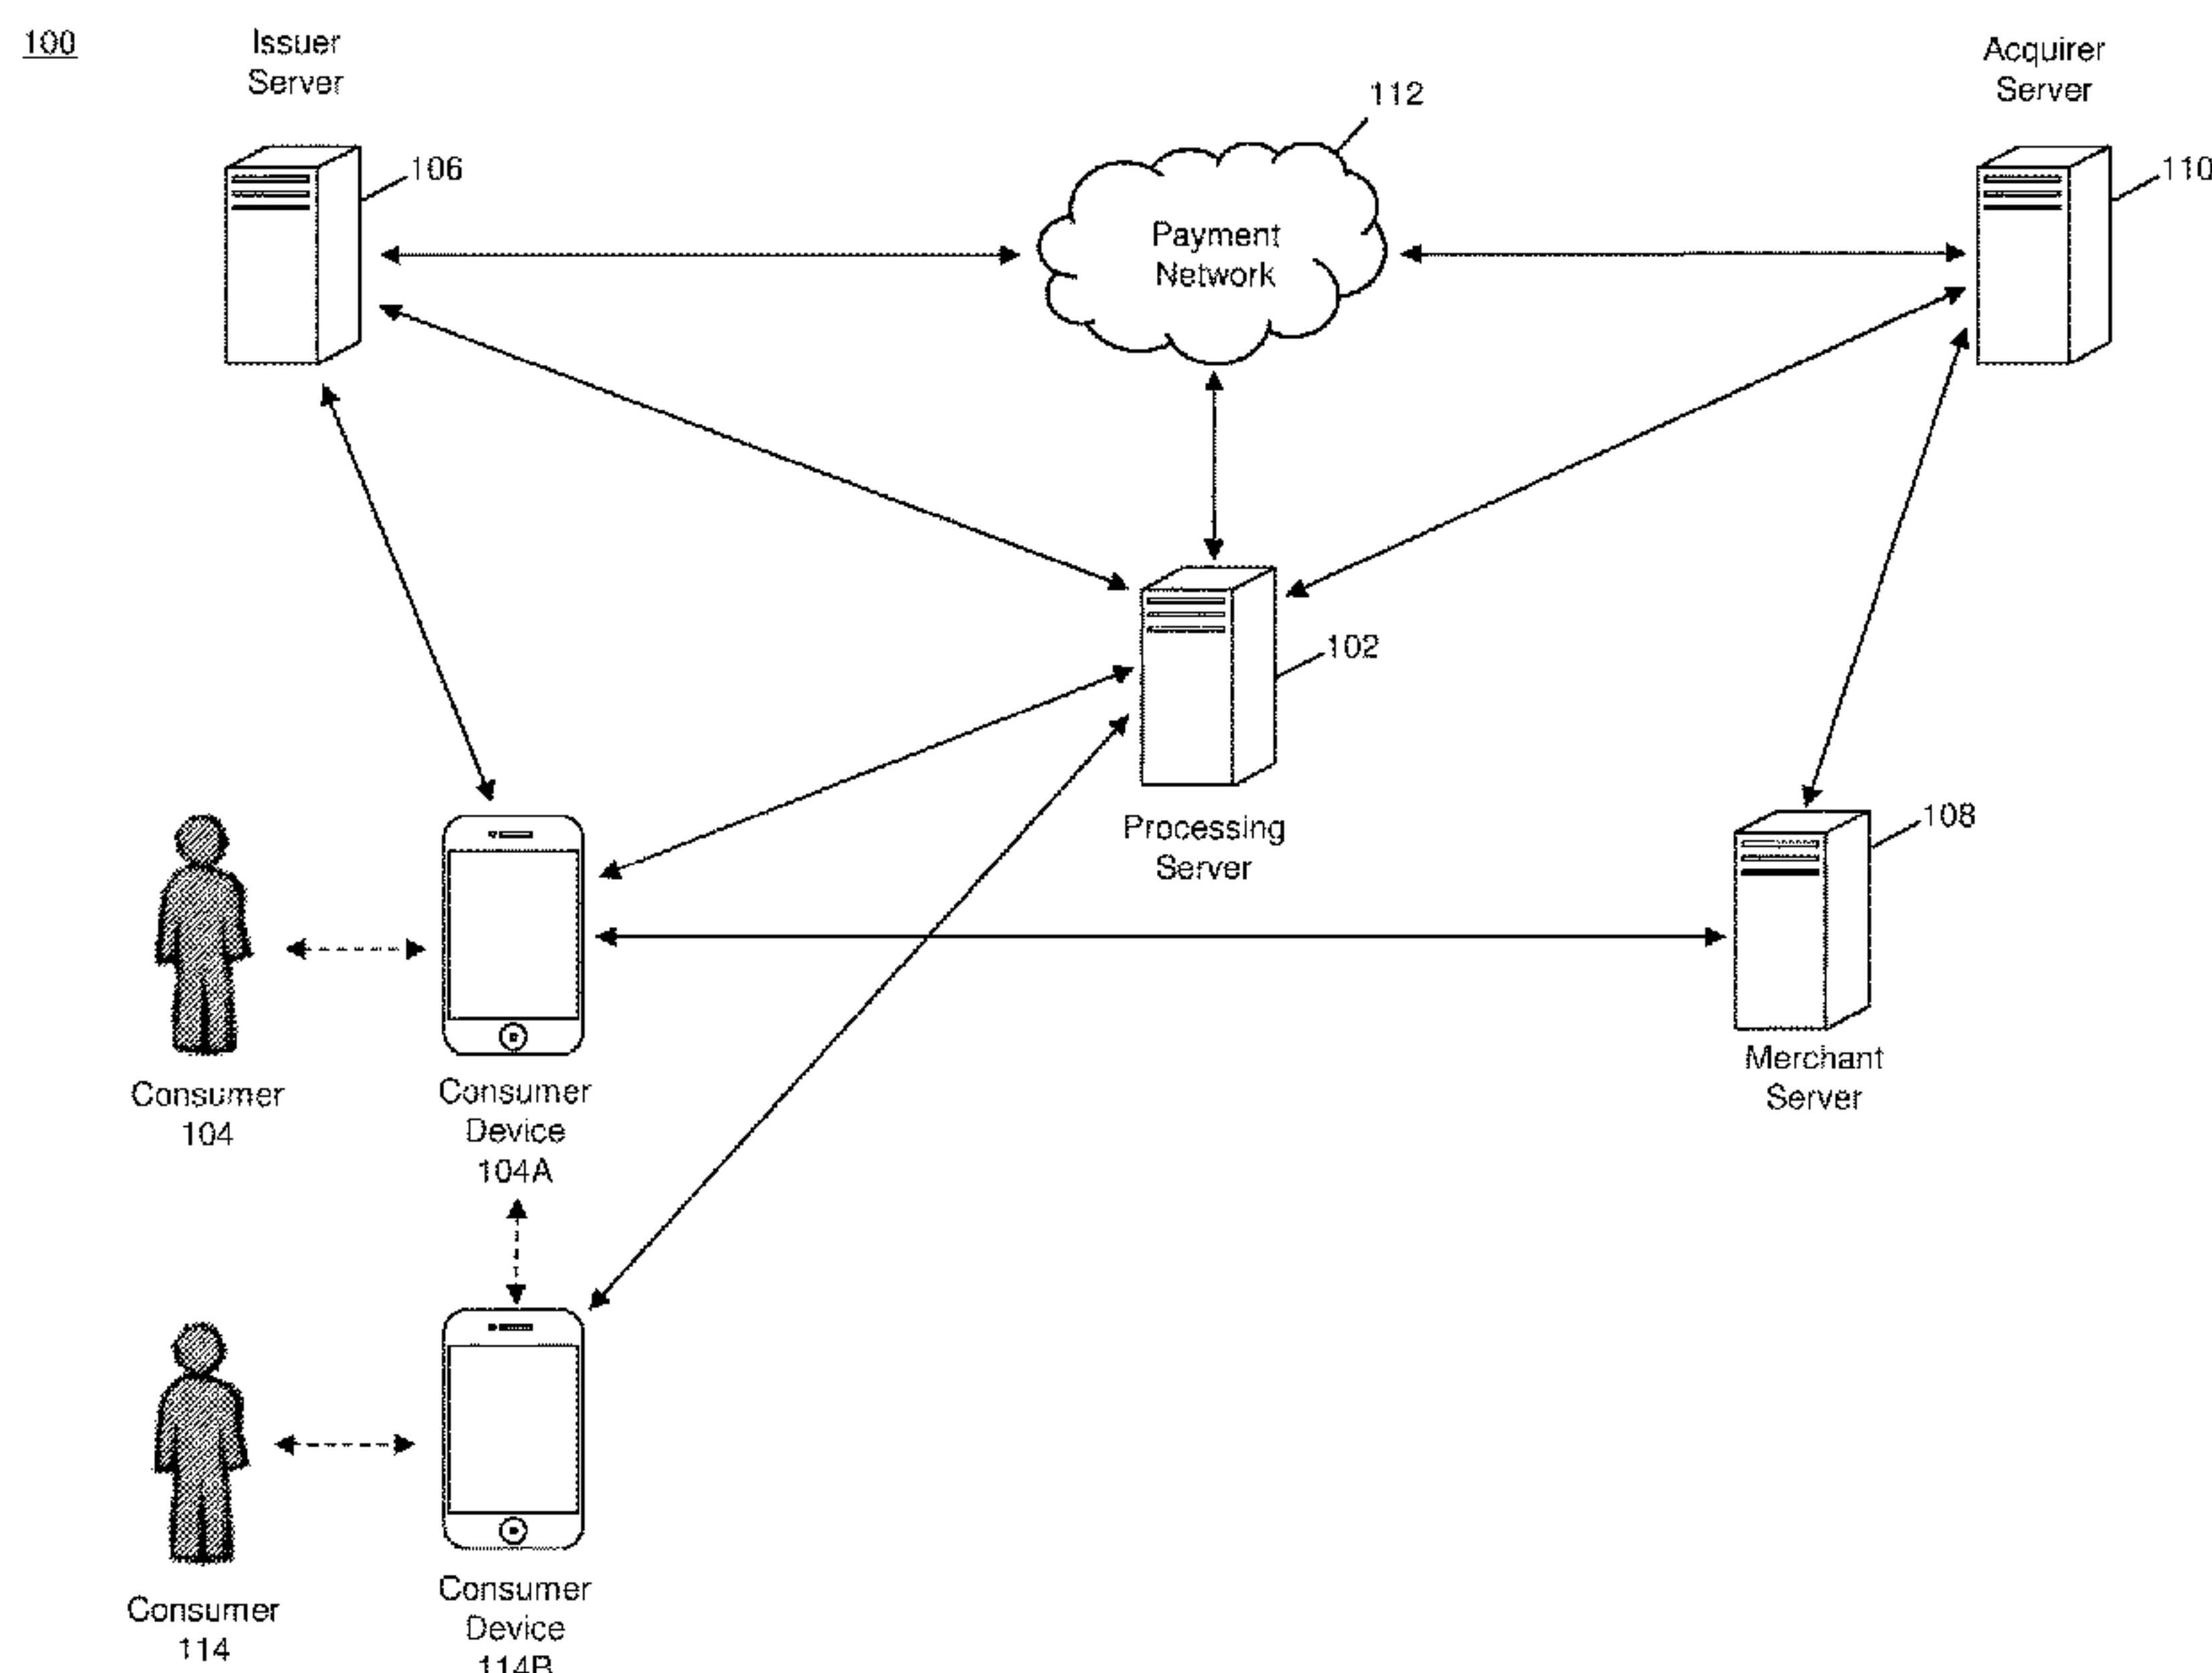 100
Issuer
Server
106
112
Payment
Network
Acquirer
Server
110
102
Processing
Server
108
Merchant
Server
Consumer
104
Consumer
Device
104A
Consumer
114
Consumer
Device
114B